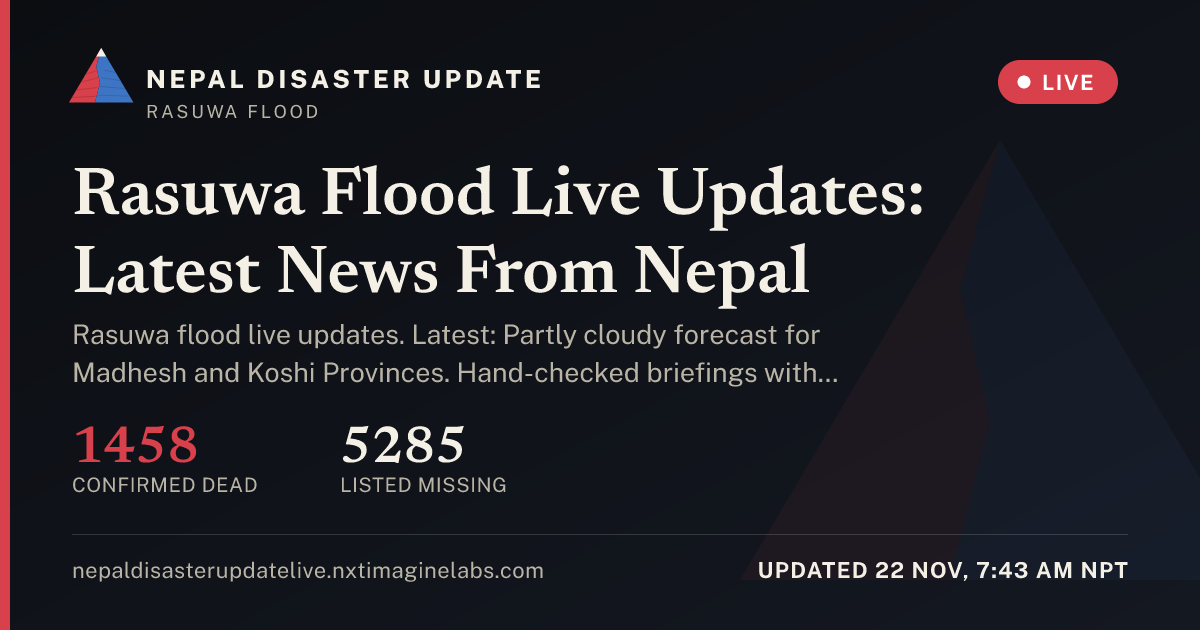 NEPAL DISASTER UPDATE
RASUWA FLOOD
LIVE
Rasuwa Flood Live Updates:
Latest News From Nepal
Rasuwa flood live updates. Latest: Partly cloudy forecast for
Madhesh and Koshi Provinces. Hand-checked briefings with...
1458
CONFIRMED DEAD
5285
LISTED MISSING
nepaldisasterupdatelive.nxtimaginelabs.com
UPDATED 22 NOV, 7:43 AM NPT